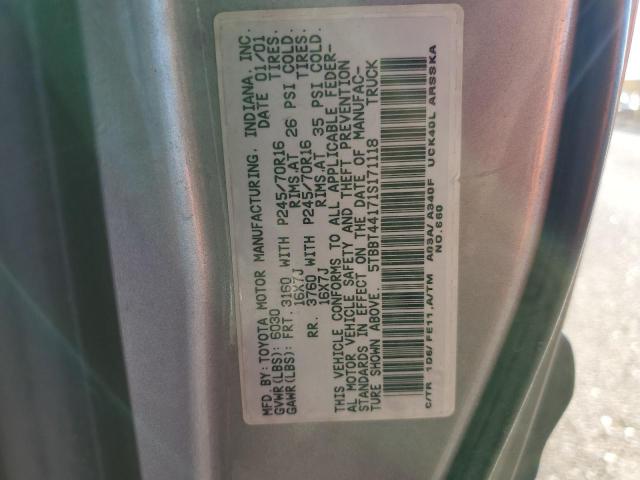 MFD. BY: TOYOTA MOTOR MANUFACTURING, INDIANA, INC.
GVWR(LBS): 6030 DATE 01/01
GAWR(LBS): FRT. 3160 WITH P245/70R16 TIRES.
16X7J RIMS.AT 26 PSI COLD.
RR. 3760 WITH P245/70R16 TIRES.
16X7J RIMS.AT 35 PSI COLD.
THIS VEHICLE CONFORMS TO ALL APPLICABLE FEDER-
AL MOTOR VEHICLE SAFETY AND THEFT PREVENTION
STANDARDS IN EFFECT ON THE DATE OF MANUFAC-
TURE SHOWN ABOVE. 5TBBT44171S171118 TRUCK
C/TR 1D6/FE11,A/TM A03A/A340F UCK40L ARSSKA
NO.660